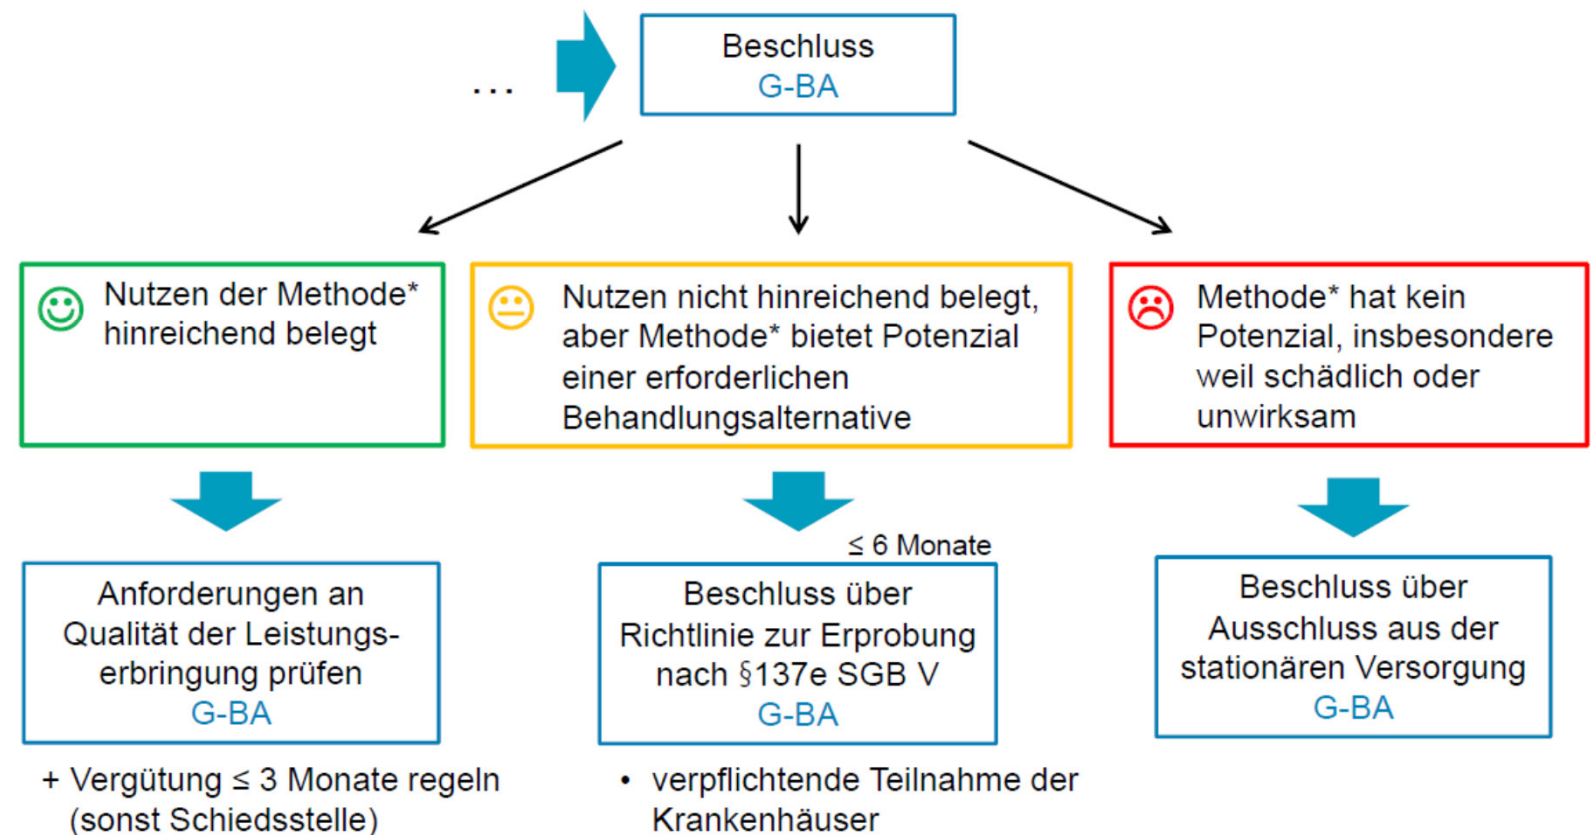 ...
Beschluss
G-BA
Nutzen der Methode*
hinreichend belegt
Nutzen nicht hinreichend belegt,
aber Methode* bietet Potenzial
einer erforderlichen
Behandlungsalternative
Methode* hat kein
Potenzial, insbesondere
weil schädlich oder
unwirksam
Anforderungen an
Qualität der Leistungs-
erbringung prüfen
G-BA
+ Vergütung ≤ 3 Monate regeln
(sonst Schiedsstelle)
≤ 6 Monate
Beschluss über
Richtlinie zur Erprobung
nach §137e SGB V
G-BA
• verpflichtende Teilnahme der
Krankenhäuser
Beschluss über
Ausschluss aus der
stationären Versorgung
G-BA